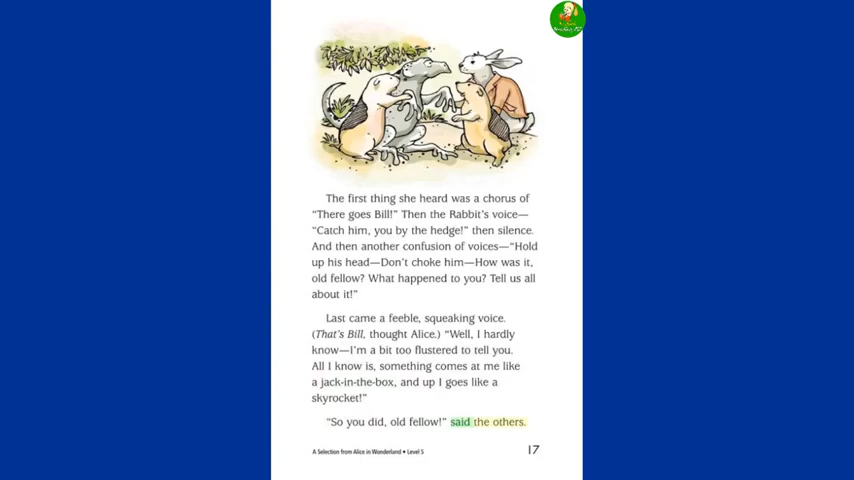 The first thing she heard was a chorus of
“There goes Bill!” Then the Rabbit’s voice—
“Catch him, you by the hedge!” then silence.
And then another confusion of voices—“Hold
up his head—Don’t choke him—How was it,
old fellow? What happened to you? Tell us all
about it!”
Last came a feeble, squeaking voice.
(That’s Bill, thought Alice.) “Well, I hardly
know—I’m a bit too flustered to tell you.
All I know is, something comes at me like
a jack-in-the-box, and up I goes like a
skyrocket!”
“So you did, old fellow!” said the others.
A Selection from Alice in Wonderland • Level S
17